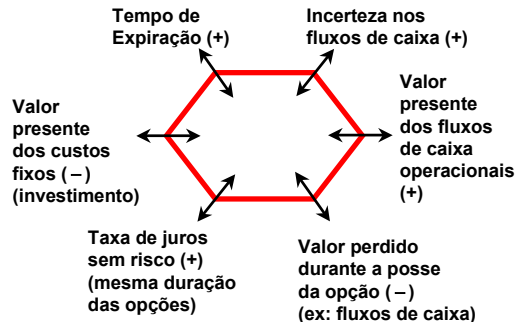 Tempo de
Expiração (+)
Incerteza nos
fluxos de caixa (+)
Valor
presente
dos custos
fixos ( – )
(investimento)
Valor
presente
dos fluxos
de caixa
operacionais
(+)
Taxa de juros
sem risco (+)
(mesma duração
das opções)
Valor perdido
durante a posse
da opção ( – )
(ex: fluxos de caixa)